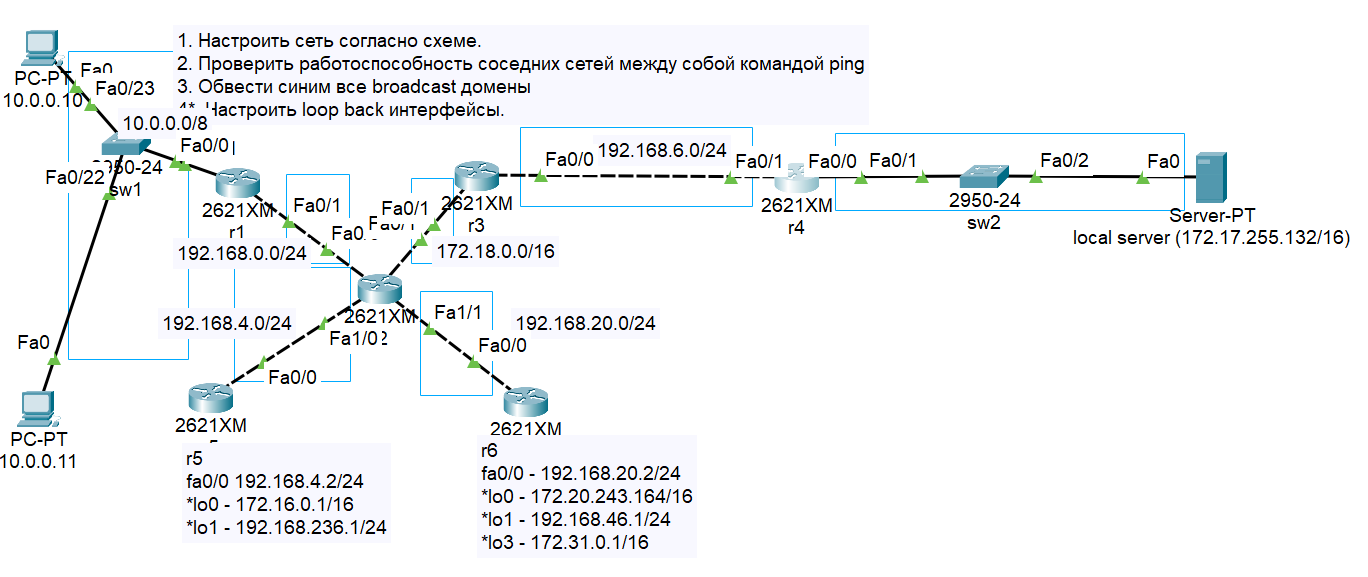 1. Настроить сеть согласно схеме.
2. Проверить работоспособность соседних сетей между собой командой ping
3. Обвести синим все broadcast домены
4*. Настроить loop back интерфейсы.
PC-PT
10.0.0.10
Fa0
Fa0/23
10.0.0.0/8
Fa0/0
2950-24
sw1
Fa0/22
Fa0
PC-PT
10.0.0.11
2621XM
r1
Fa0/1
192.168.0.0/24
Fa0/1
172.18.0.0/16
2621XM
r3
Fa0/0
192.168.6.0/24
Fa0/1
2621XM
r4
Fa0/0
Fa0/1
2950-24
sw2
Fa0/2
Fa0
Server-PT
local server (172.17.255.132/16)
2621XM
192.168.4.0/24
Fa1/0
Fa0/0
2621XM
Fa1/1
192.168.20.0/24
Fa0/0
2621XM
r5
fa0/0 192.168.4.2/24
*lo0 - 172.16.0.1/16
*lo1 - 192.168.236.1/24
r6
fa0/0 - 192.168.20.2/24
*lo0 - 172.20.243.164/16
*lo1 - 192.168.46.1/24
*lo3 - 172.31.0.1/16